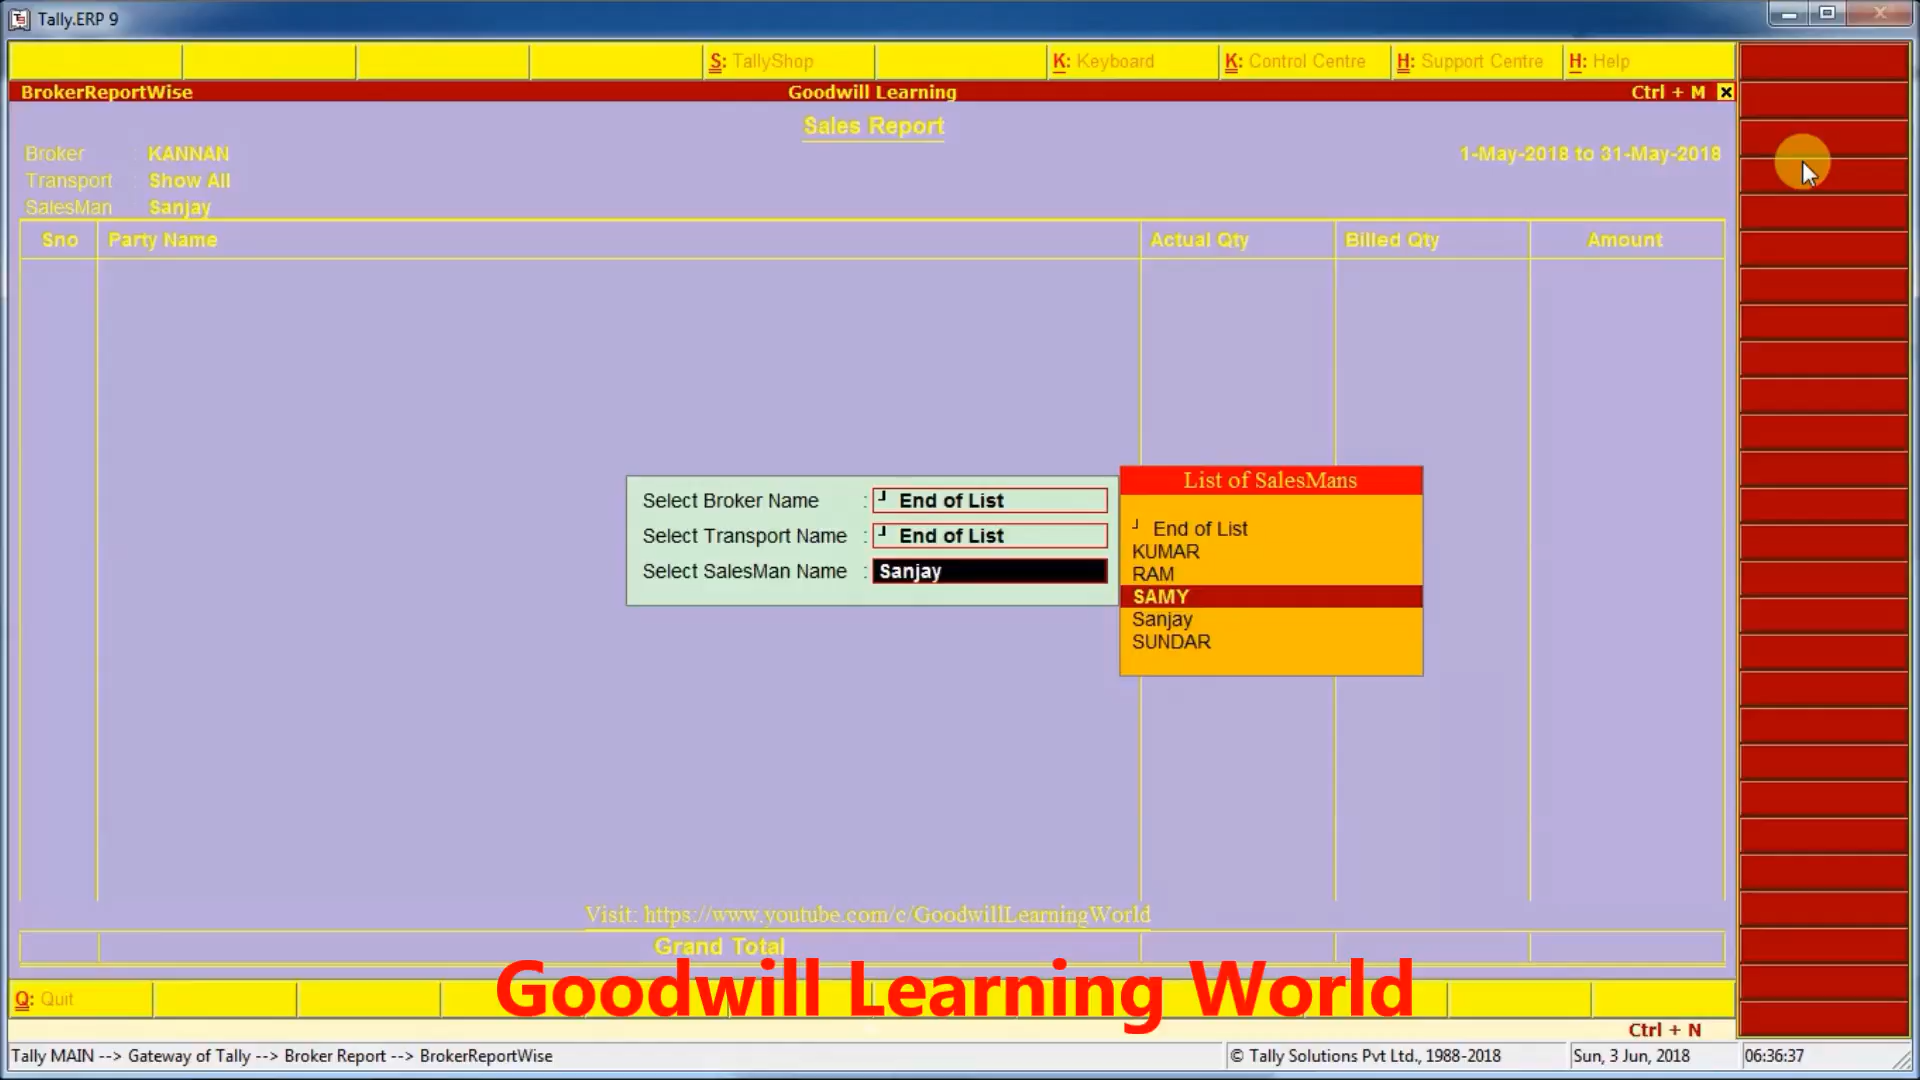 Tally.ERP 9
S: TallyShop K: Keyboard K: Control Centre H: Support Centre H: Help
BrokerReportWise Goodwill Learning Ctrl + M
Sales Report
Broker : KANNAN 1-May-2018 to 31-May-2018
Transport : Show All
SalesMan : Sanjay
Sno Party Name Actual Qty Billed Qty Amount
Select Broker Name : ┘ End of List
Select Transport Name : ┘ End of List
Select SalesMan Name : Sanjay
List of SalesMans
┘ End of List
KUMAR
RAM
SAMY
Sanjay
SUNDAR
Visit: https://www.youtube.com/c/GoodwillLearningWorld
Grand Total
Goodwill Learning World
Q: Quit
Ctrl + N
Tally MAIN --> Gateway of Tally --> Broker Report --> BrokerReportWise © Tally Solutions Pvt Ltd., 1988-2018 Sun, 3 Jun, 2018 06:36:37